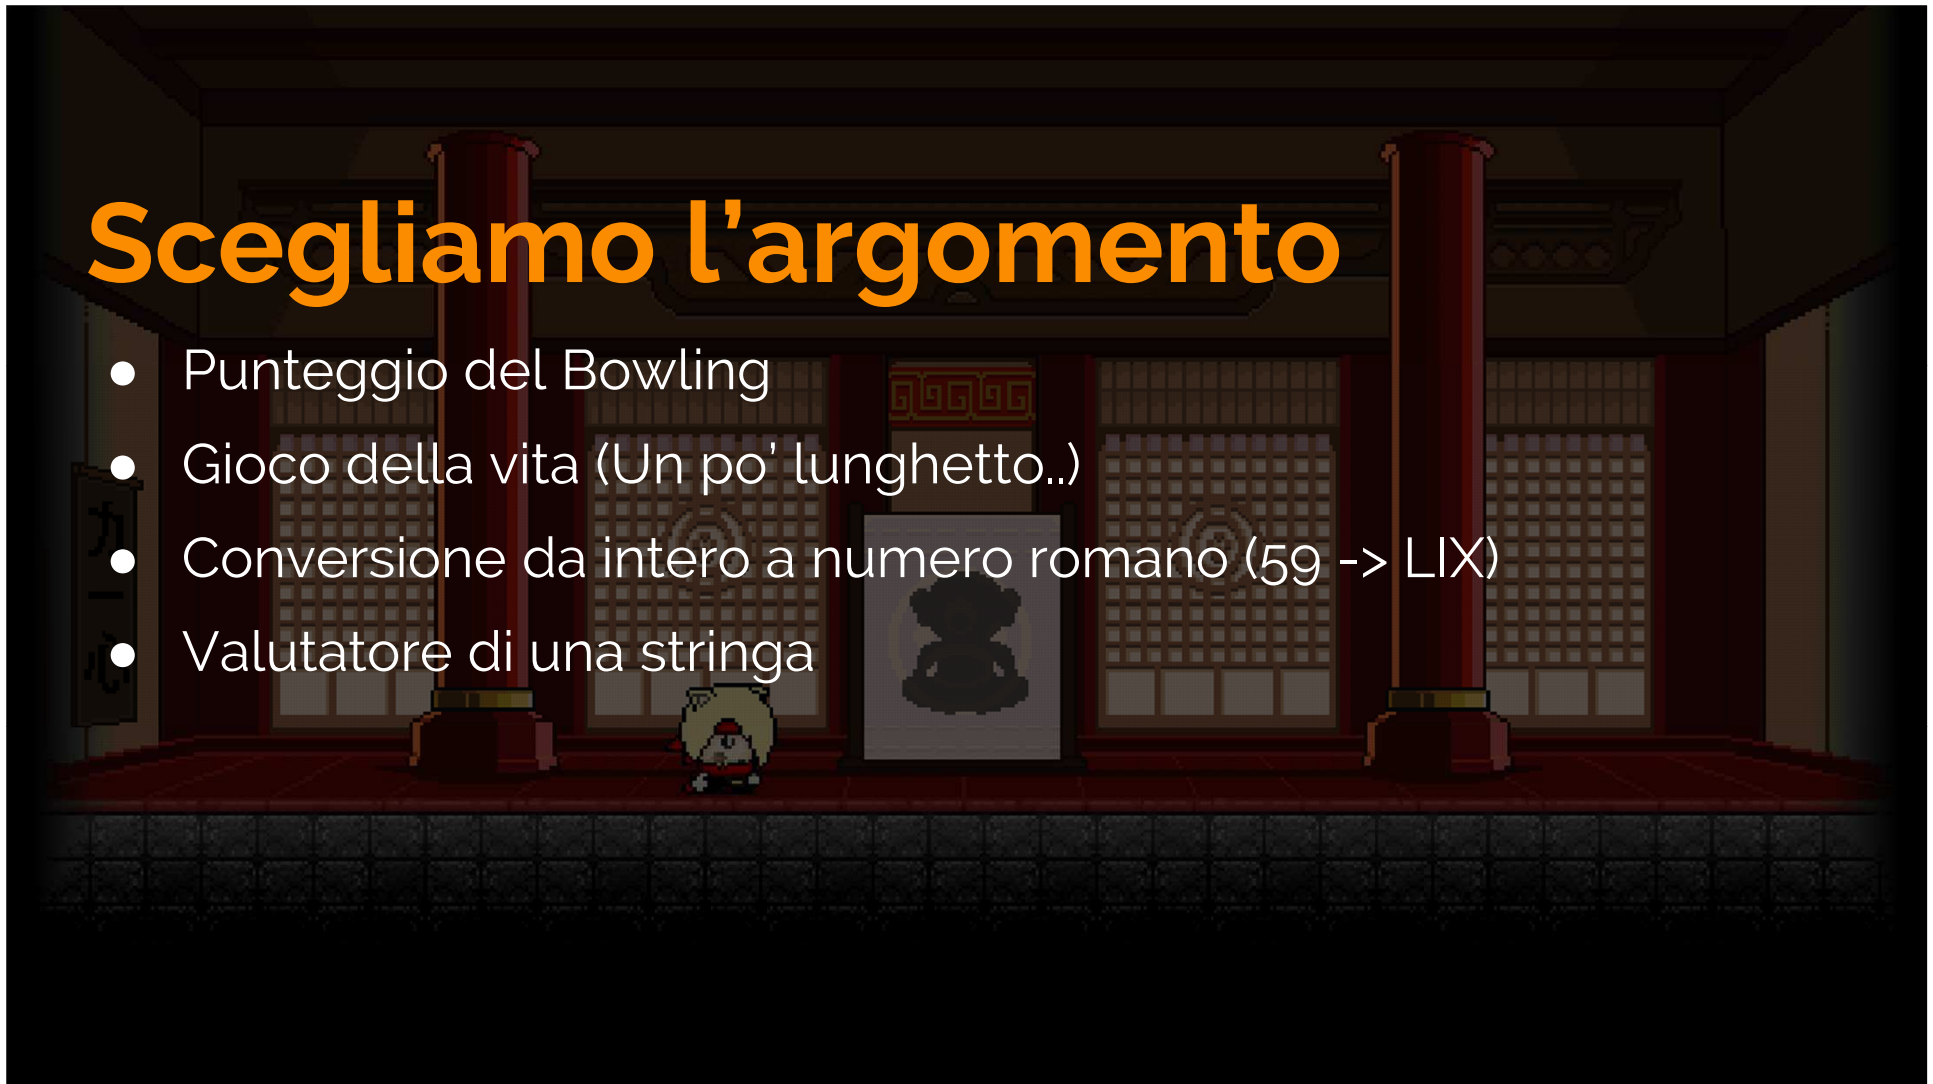 Scegliamo l’argomento
● Punteggio del Bowling
● Gioco della vita (Un po’ lunghetto..)
● Conversione da intero a numero romano (59 -> LIX)
● Valutatore di una stringa